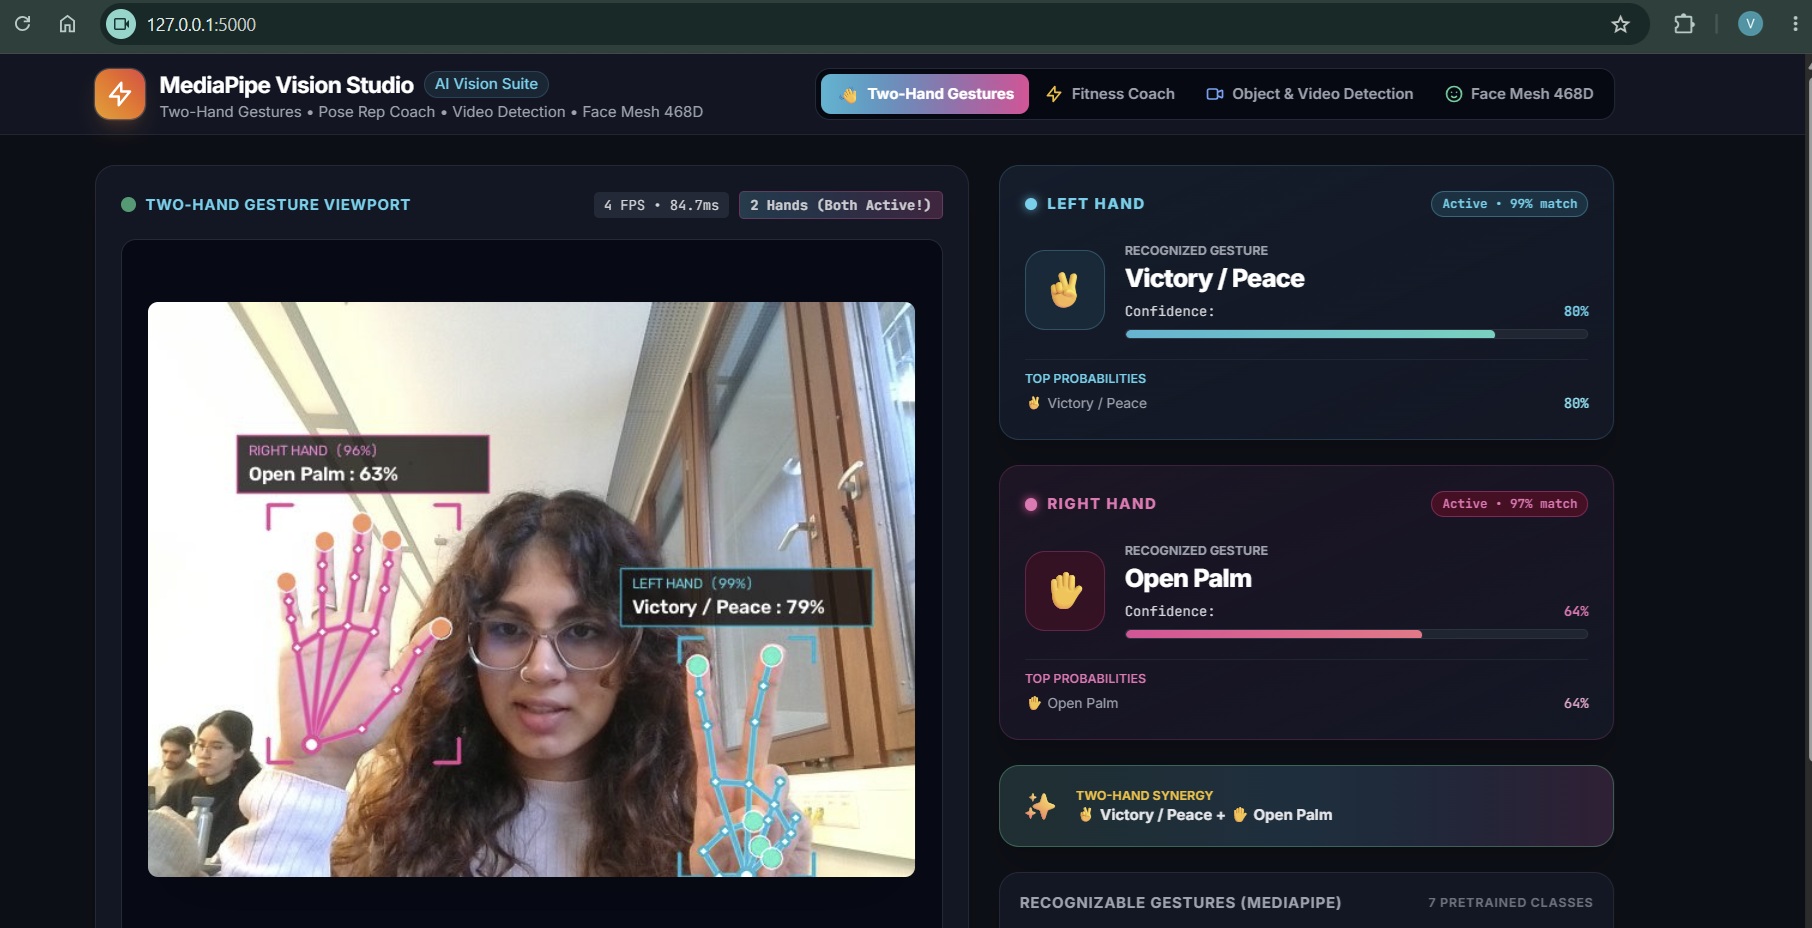 127.0.0.1:5000
V
MediaPipe Vision Studio
AI Vision Suite
Two-Hand Gestures • Pose Rep Coach • Video Detection • Face Mesh 468D
Two-Hand Gestures
Fitness Coach
Object & Video Detection
Face Mesh 468D
TWO-HAND GESTURE VIEWPORT
4 FPS • 84.7ms
2 Hands (Both Active!)
RIGHT HAND (96%)
Open Palm : 63%
LEFT HAND (99%)
Victory / Peace : 79%
LEFT HAND
Active • 99% match
RECOGNIZED GESTURE
Victory / Peace
Confidence: 80%
TOP PROBABILITIES
✌️ Victory / Peace 80%
RIGHT HAND
Active • 97% match
RECOGNIZED GESTURE
Open Palm
Confidence: 64%
TOP PROBABILITIES
✋ Open Palm 64%
TWO-HAND SYNERGY
✌️ Victory / Peace + ✋ Open Palm
RECOGNIZABLE GESTURES (MEDIAPIPE)
7 PRETRAINED CLASSES